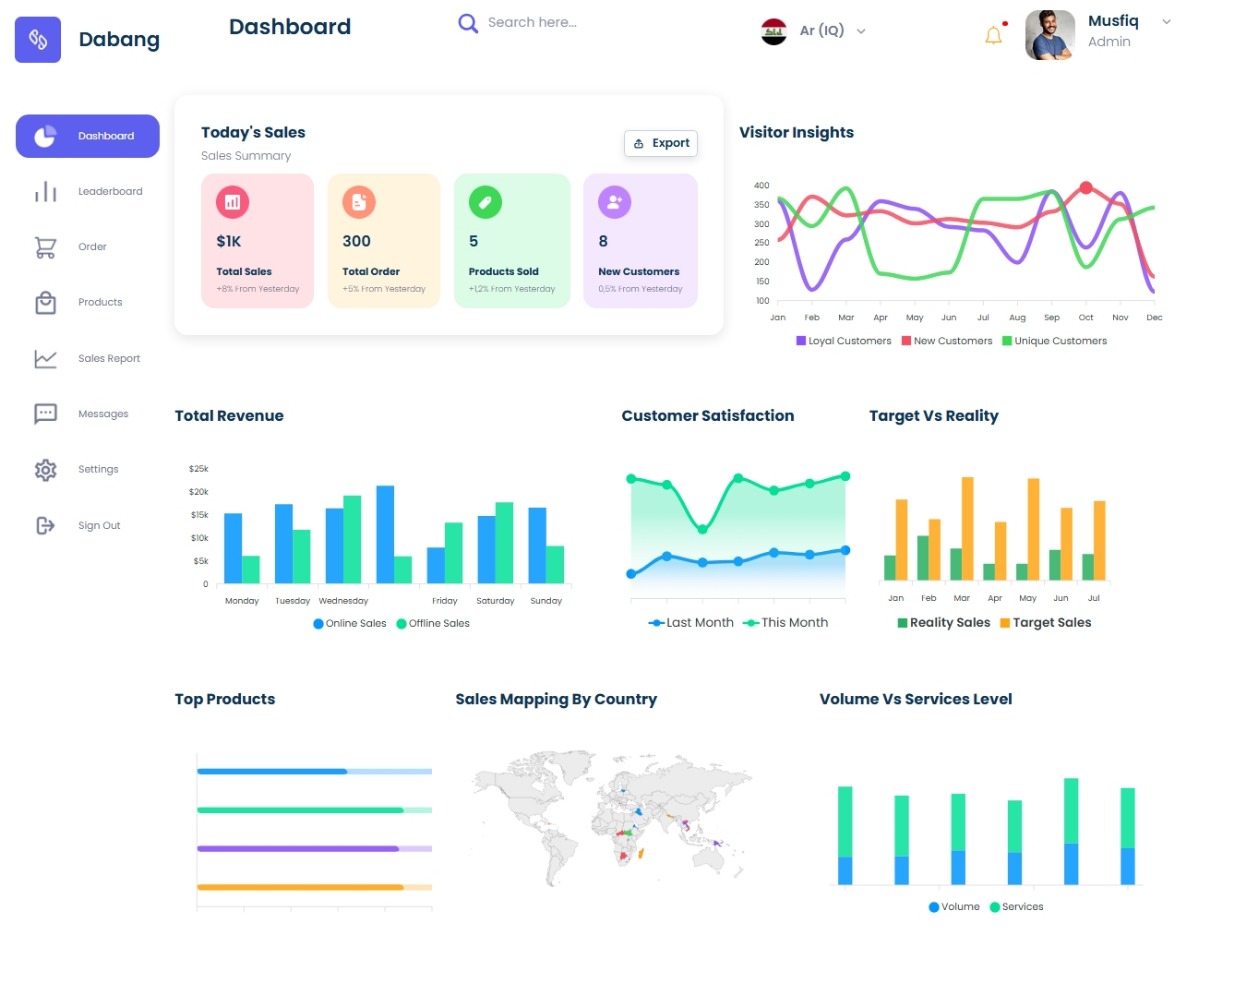 Dabang
Dashboard
Search here...
Ar (IQ)
Musfiq
Admin
Dashboard
Leaderboard
Order
Products
Sales Report
Messages
Settings
Sign Out
Today's Sales
Sales Summary
Export
$1K
Total Sales
+8% From Yesterday
300
Total Order
+5% From Yesterday
5
Products Sold
+1,2% From Yesterday
8
New Customers
0,5% From Yesterday
Visitor Insights
400
350
300
250
200
150
100
Jan Feb Mar Apr May Jun Jul Aug Sep Oct Nov Dec
Loyal Customers New Customers Unique Customers
Total Revenue
$25k
$20k
$15k
$10k
$5k
0
Monday Tuesday Wednesday Friday Saturday Sunday
Online Sales Offline Sales
Customer Satisfaction
Last Month This Month
Target Vs Reality
Jan Feb Mar Apr May Jun Jul
Reality Sales Target Sales
Top Products
Sales Mapping By Country
Volume Vs Services Level
Volume Services